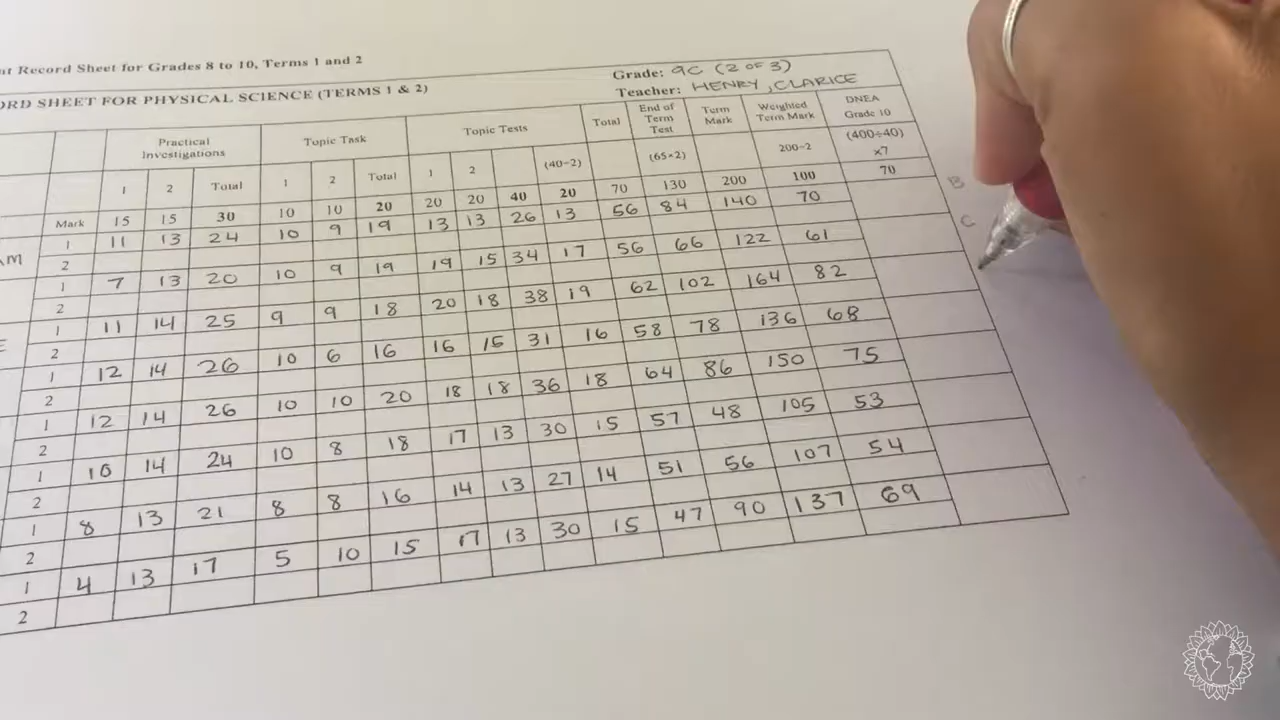 nt Record Sheet for Grades 8 to 10, Terms 1 and 2
ORD SHEET FOR PHYSICAL SCIENCE (TERMS 1 & 2)
Grade: 9C (2 OF 3)
Teacher: HENRY, CLARICE
Practical Investigations Topic Task Topic Tests Total End of Term Test Term Mark Weighted Term Mark DNEA Grade 10
(40÷2) (65×2) 200÷2 (400÷40) ×7
1 2 Total 1 2 Total 1 2
Mark 15 15 30 10 10 20 20 20 40 20 70 130 200 100 70
AM 1 11 13 24 10 9 19 13 13 26 13 56 84 140 70 B
2
1 7 13 20 10 9 19 19 15 34 17 56 66 122 61 C
2
E 1 11 14 25 9 9 18 20 18 38 19 62 102 164 82
2
1 12 14 26 10 6 16 16 15 31 16 58 78 136 68
2
1 12 14 26 10 10 20 18 18 36 18 64 86 150 75
2
1 10 14 24 10 8 18 17 13 30 15 57 48 105 53
2
1 8 13 21 8 8 16 14 13 27 14 51 56 107 54
2
1 4 13 17 5 10 15 17 13 30 15 47 90 137 69
2